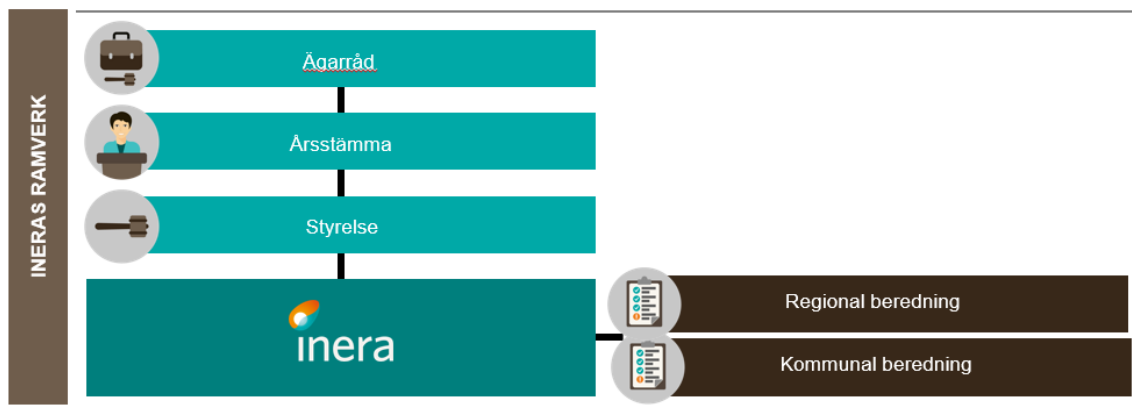 INERAS RAMVERK
Ägarråd
Årsstämma
Styrelse
inera
Regional beredning
Kommunal beredning